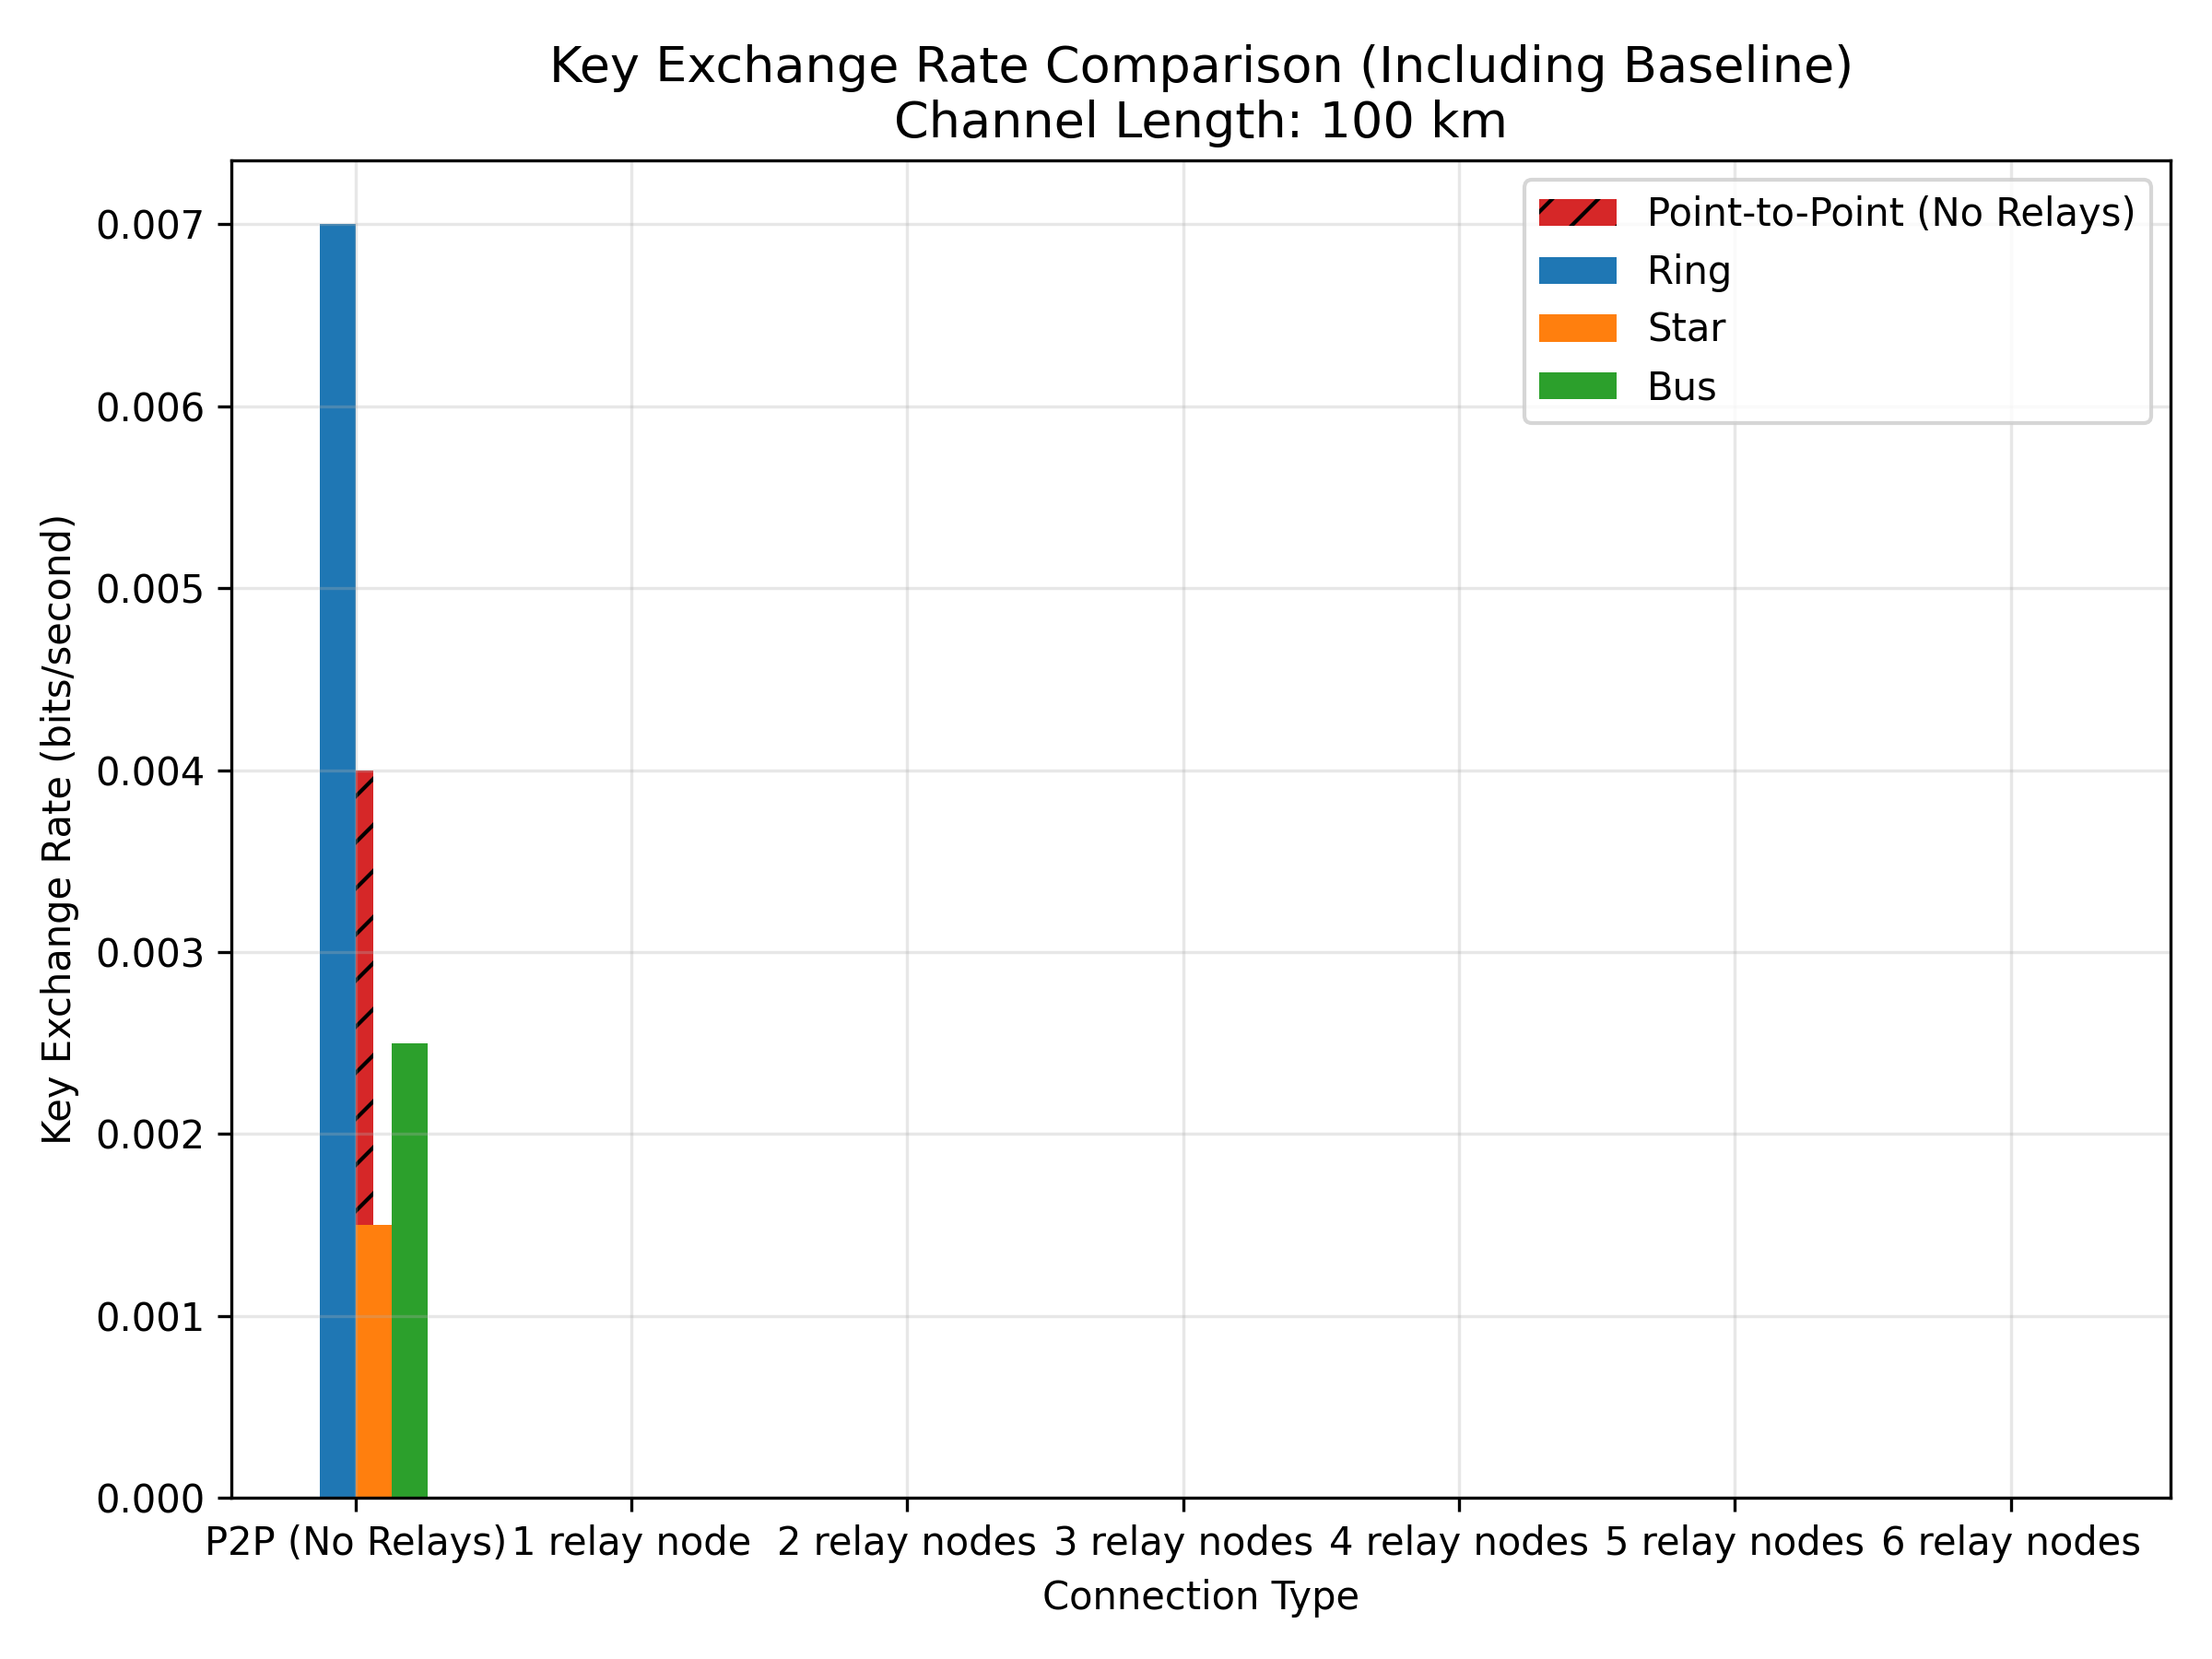 Key Exchange Rate Comparison (Including Baseline)
Channel Length: 100 km
Point-to-Point (No Relays)
Ring
Star
Bus
Key Exchange Rate (bits/second)
0.007
0.006
0.005
0.004
0.003
0.002
0.001
0.000
P2P (No Relays) 1 relay node 2 relay nodes 3 relay nodes 4 relay nodes 5 relay nodes 6 relay nodes
Connection Type